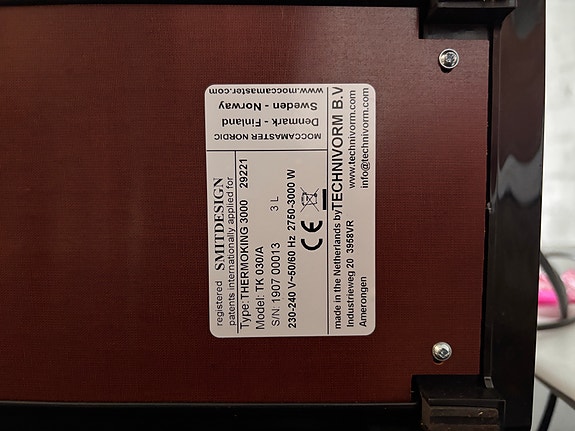 registered SMITDESIGN
patents internationally applied for
Type:THERMOKING 3000 29221
Model: TK 030/A 3 L
S/N: 1907 00013
230-240 V~50/60 Hz 2750-3000 W
CE
made in the Netherlands by TECHNIVORM B.V
Industrieweg 20 3958VR www.technivorm.com
Amerongen info@technivorm.com
MOCCAMASTER NORDIC
Denmark - Finland
Sweden - Norway
www.moccamaster.com